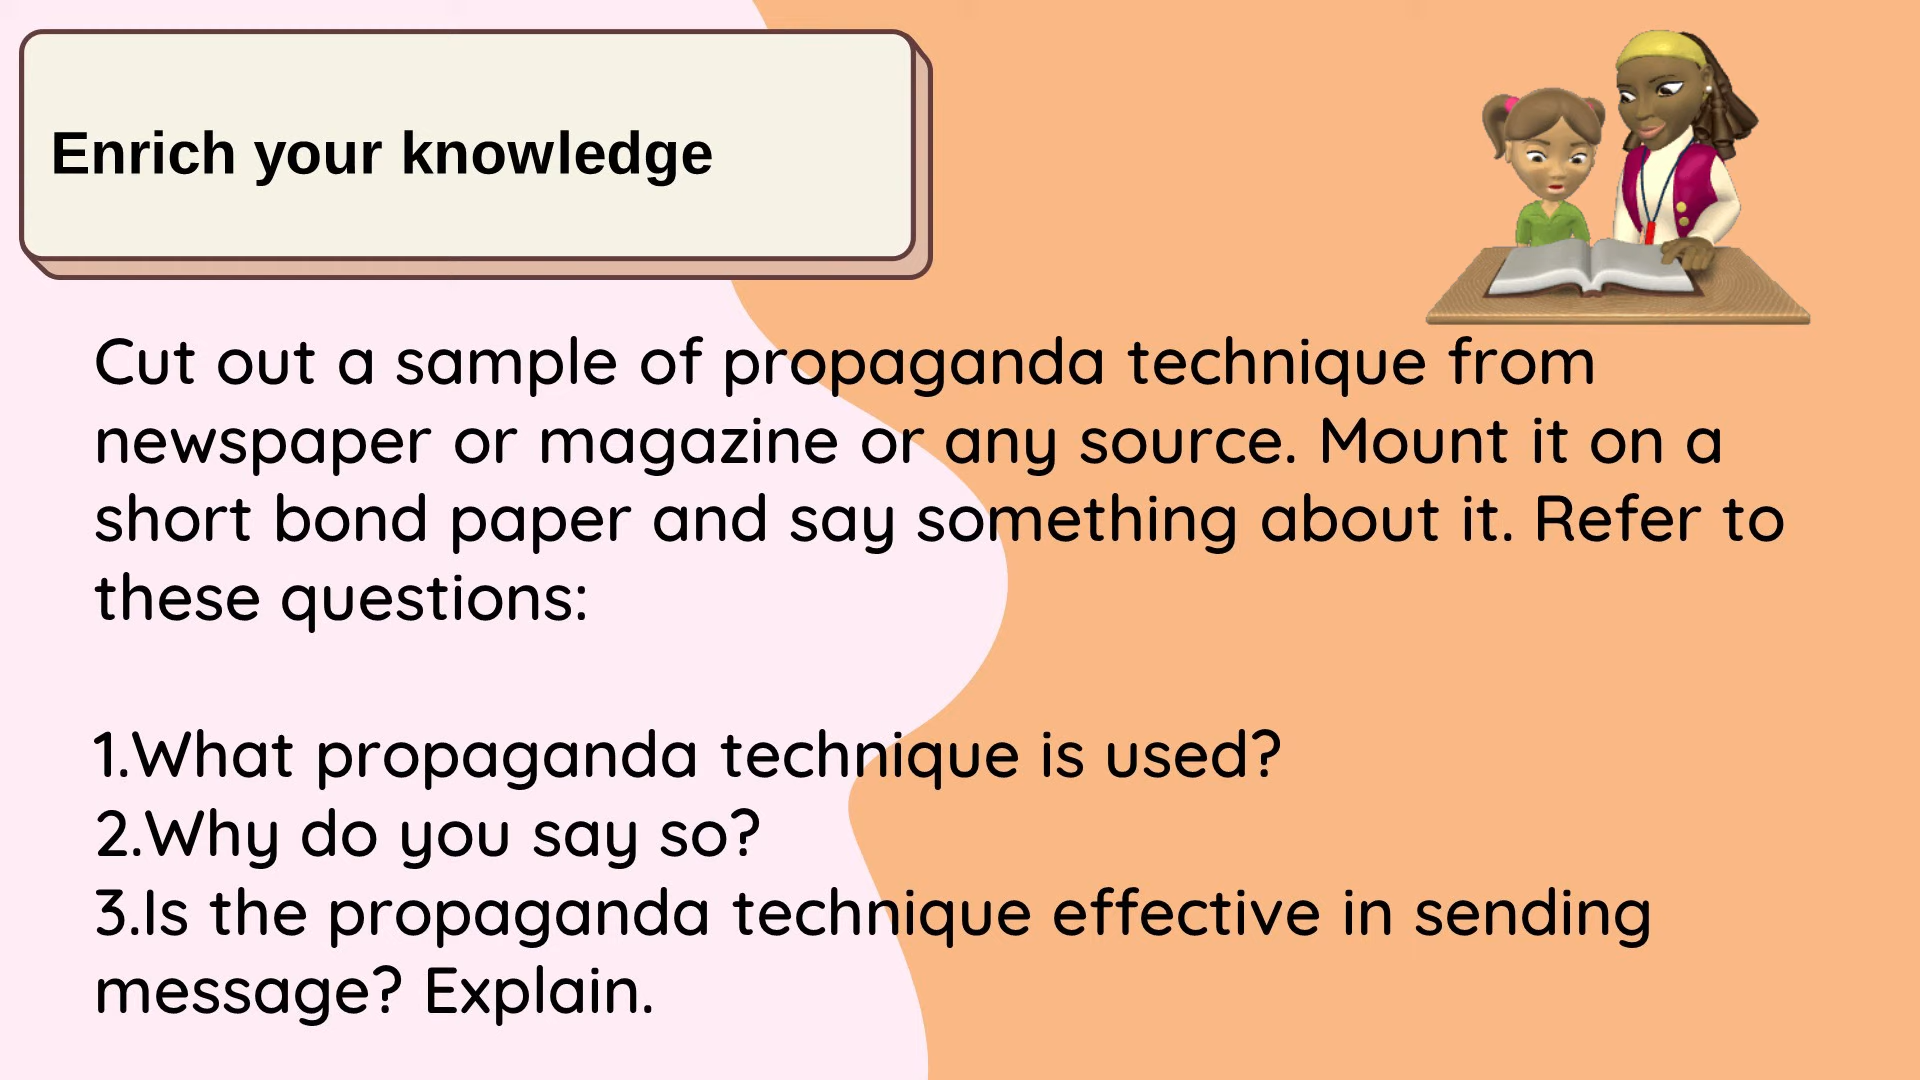 Enrich your knowledge
Cut out a sample of propaganda technique from
newspaper or magazine or any source. Mount it on a
short bond paper and say something about it. Refer to
these questions:
1.What propaganda technique is used?
2.Why do you say so?
3.Is the propaganda technique effective in sending
message? Explain.